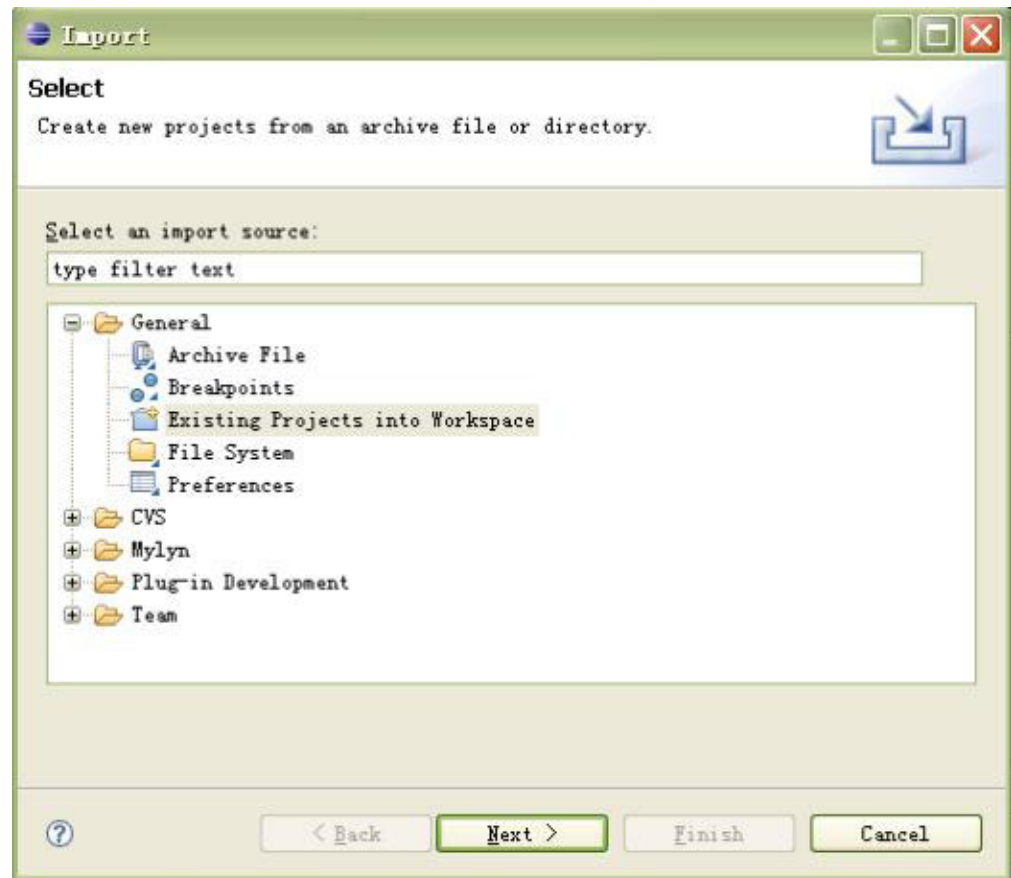 Import
Select
Create new projects from an archive file or directory.
Select an import source:
type filter text
General
Archive File
Breakpoints
Existing Projects into Workspace
File System
Preferences
CVS
Mylyn
Plug-in Development
Team
< Back Next > Finish Cancel